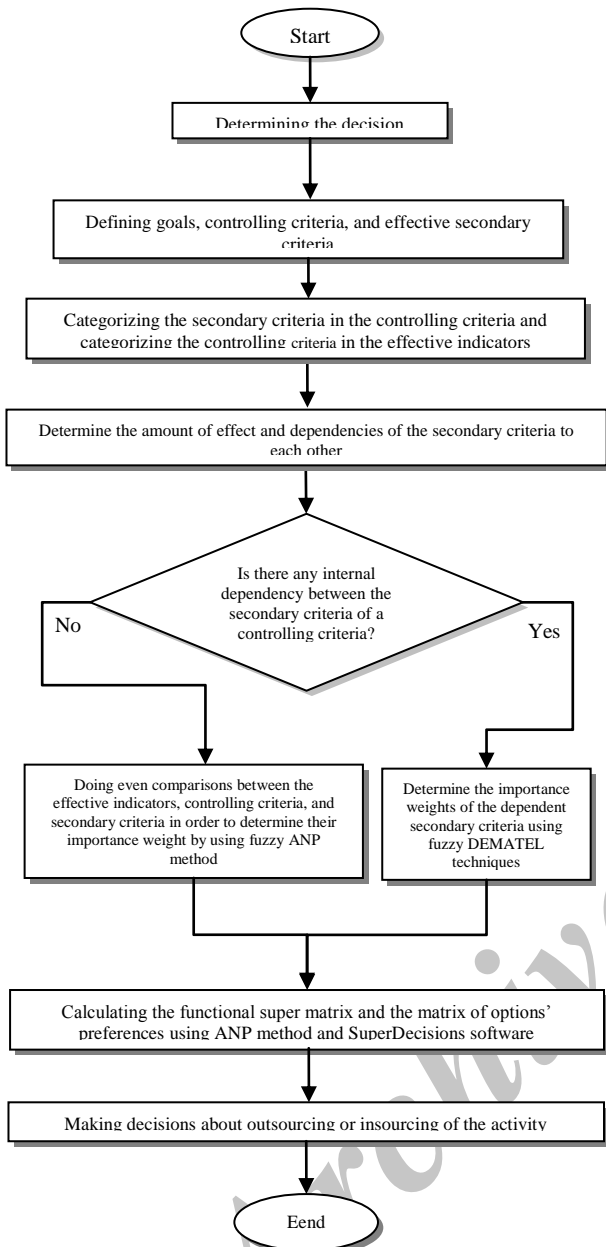 Start
Determining the decision
Defining goals, controlling criteria, and effective secondary
criteria
Categorizing the secondary criteria in the controlling criteria and
categorizing the controlling criteria in the effective indicators
Determine the amount of effect and dependencies of the secondary criteria to
each other
Is there any internal
dependency between the
secondary criteria of a
controlling criteria?
No
Yes
Doing even comparisons between the
effective indicators, controlling criteria, and
secondary criteria in order to determine their
importance weight by using fuzzy ANP
method
Determine the importance
weights of the dependent
secondary criteria using
fuzzy DEMATEL
techniques
Calculating the functional super matrix and the matrix of options’
preferences using ANP method and SuperDecisions software
Making decisions about outsourcing or insourcing of the activity
Eend
Archive